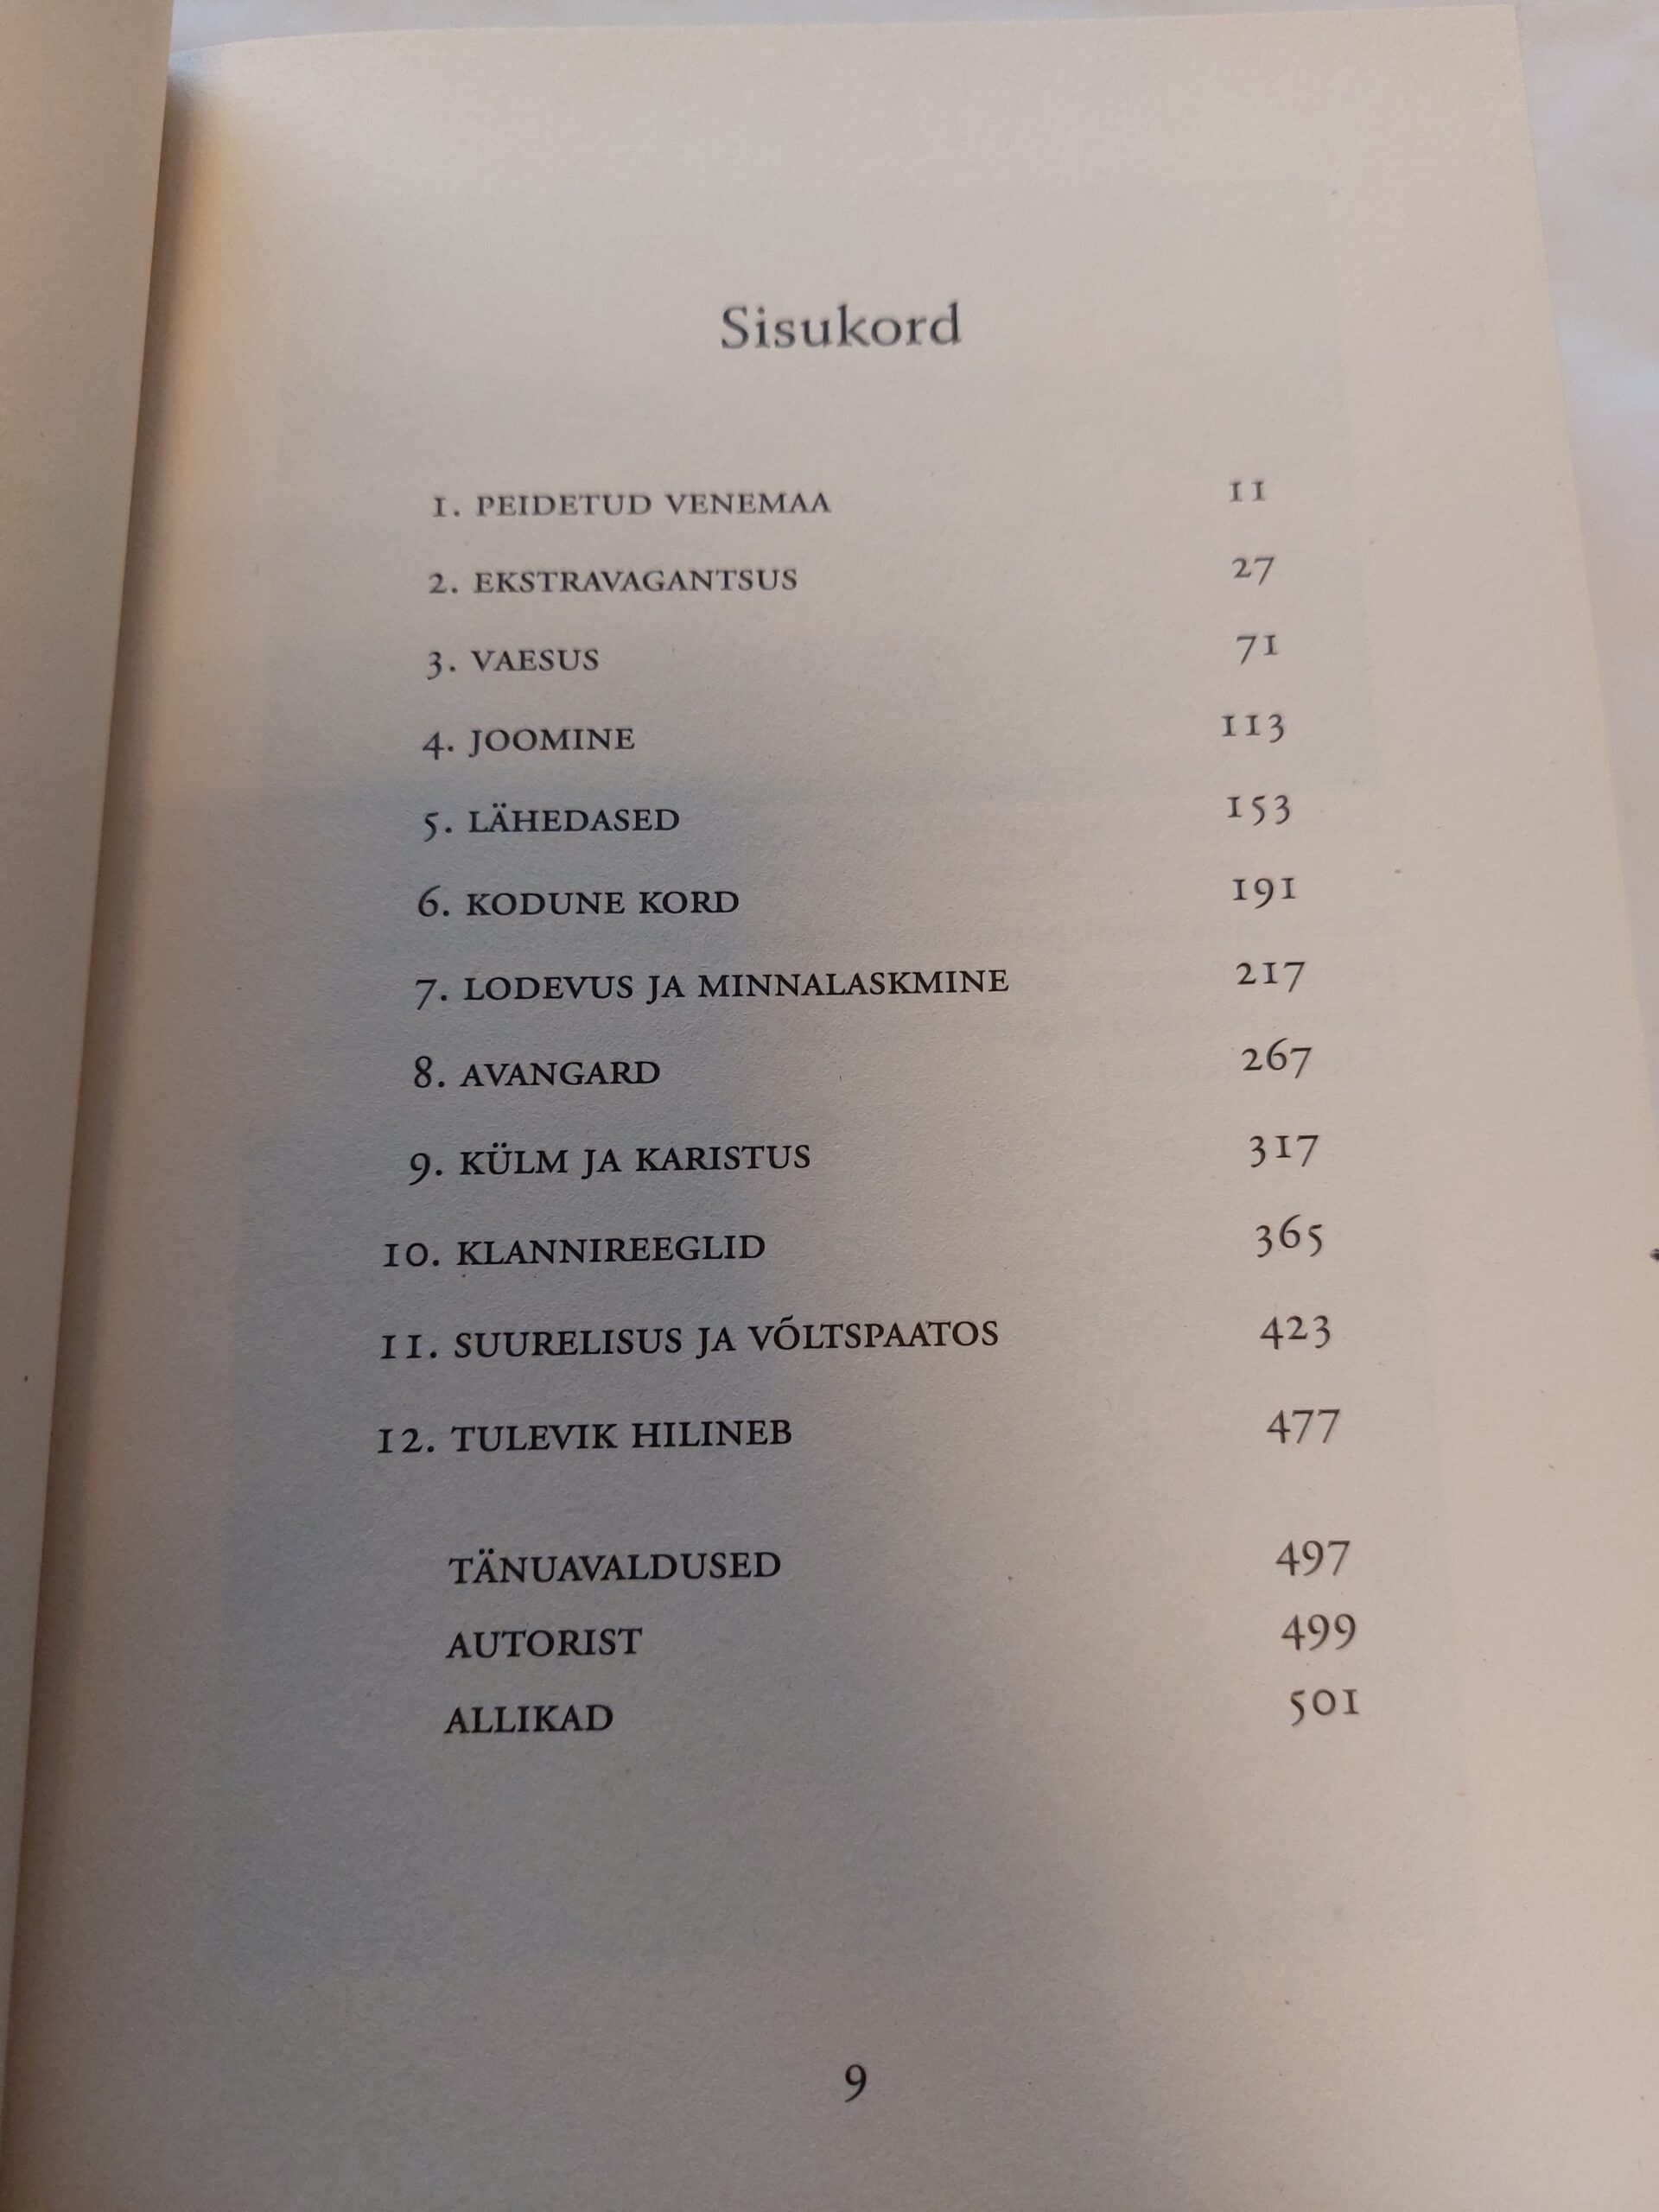 Sisukord
1. PEIDETUD VENEMAA 11
2. EKSTRAVAGANTSUS 27
3. VAESUS 71
4. JOOMINE 113
5. LÄHEDASED 153
6. KODUNE KORD 191
7. LODEVUS JA MINNALASKMINE 217
8. AVANGARD 267
9. KÜLM JA KARISTUS 317
10. KLANNIREEGLID 365
11. SUURELISUS JA VÕLTSPAATOS 423
12. TULEVIK HILINEB 477
TÄNUAVALDUSED 497
AUTORIST 499
ALLIKAD 501
9